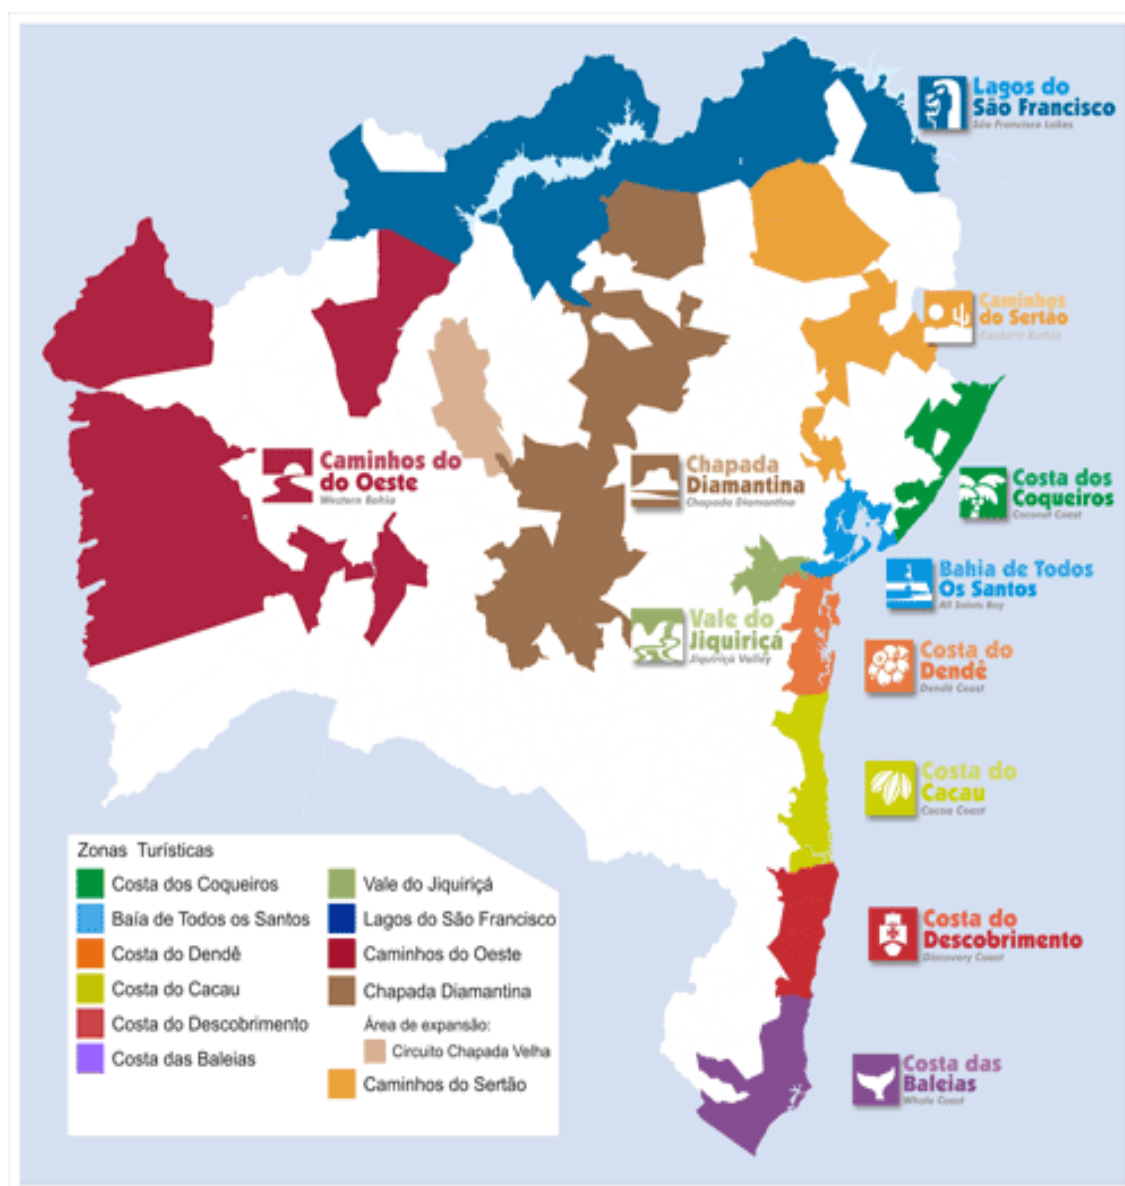 Lagos do
São Francisco
São Francisco Lakes
Caminhos
do Sertão
Eastern Bahia
Caminhos do
do Oeste
Western Bahia
Chapada
Diamantina
Chapada Diamantina
Costa dos
Coqueiros
Coconut Coast
Bahia de Todos
Os Santos
All Saints Bay
Vale do
Jiquiriçá
Jiquiriçá Valley
Costa do
Dendê
Dendê Coast
Costa do
Cacau
Cocoa Coast
Costa do
Descobrimento
Discovery Coast
Costa das
Baleias
Whale Coast
Zonas Turísticas
Costa dos Coqueiros
Baía de Todos os Santos
Costa do Dendê
Costa do Cacau
Costa do Descobrimento
Costa das Baleias
Vale do Jiquiriçá
Lagos do São Francisco
Caminhos do Oeste
Chapada Diamantina
Área de expansão:
Circuito Chapada Velha
Caminhos do Sertão